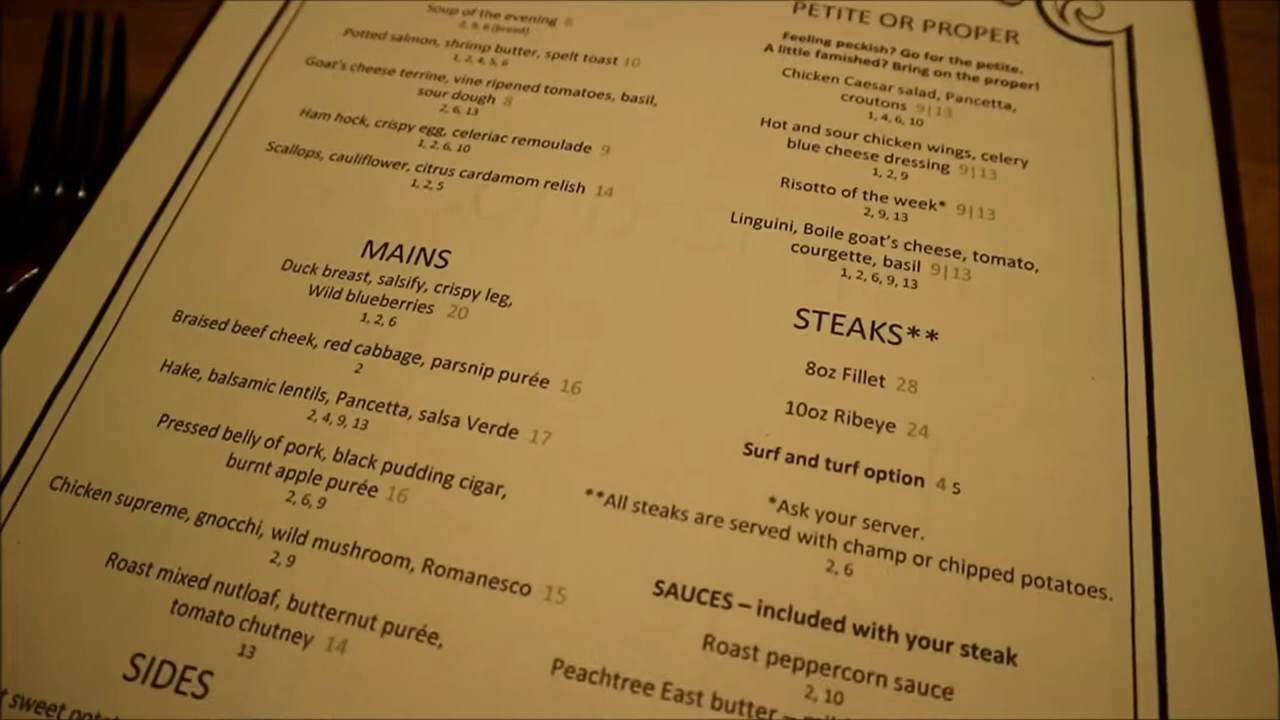 Soup of the evening 6
2, 9, 6 (bread)
Potted salmon, shrimp butter, spelt toast 10
1, 2, 4, 5, 6
Goat's cheese terrine, vine ripened tomatoes, basil,
sour dough 8
2, 6, 13
Ham hock, crispy egg, celeriac remoulade 9
1, 2, 6, 10
Scallops, cauliflower, citrus cardamom relish 14
1, 2, 5
MAINS
Duck breast, salsify, crispy leg,
Wild blueberries 20
1, 2, 6
Braised beef cheek, red cabbage, parsnip purée 16
2
Hake, balsamic lentils, Pancetta, salsa Verde 17
2, 4, 9, 13
Pressed belly of pork, black pudding cigar,
burnt apple purée 16
2, 6, 9
Chicken supreme, gnocchi, wild mushroom, Romanesco 15
2, 9
Roast mixed nutloaf, butternut purée,
tomato chutney 14
13
SIDES
sweet
PETITE OR PROPER
Feeling peckish? Go for the petite.
A little famished? Bring on the proper!
Chicken Caesar salad, Pancetta,
croutons 9|13
1, 4, 6, 10
Hot and sour chicken wings, celery
blue cheese dressing 9|13
1, 2, 9
Risotto of the week* 9|13
2, 9, 13
Linguini, Boile goat's cheese, tomato,
courgette, basil 9|13
1, 2, 6, 9, 13
STEAKS**
8oz Fillet 28
10oz Ribeye 24
Surf and turf option 4 5
*Ask your server.
**All steaks are served with champ or chipped potatoes.
2, 6
SAUCES – included with your steak
Roast peppercorn sauce
2, 10
Peachtree East butter –